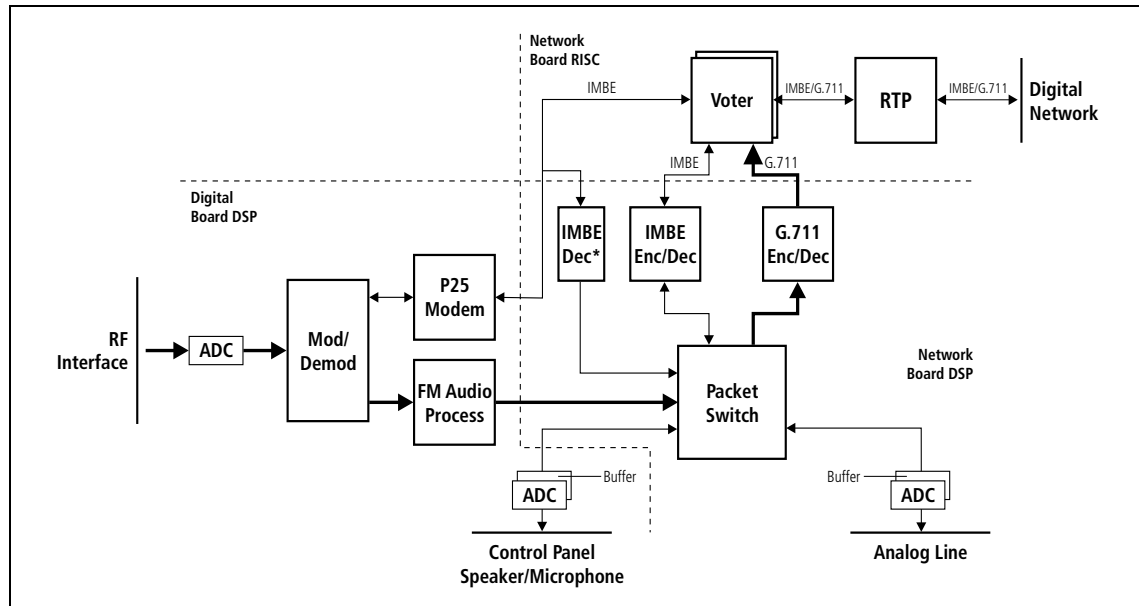 Network
Board RISC
IMBE
Voter
IMBE/G.711
RTP
IMBE/G.711
Digital
Network
IMBE
G.711
Digital
Board DSP
IMBE
Dec*
IMBE
Enc/Dec
G.711
Enc/Dec
P25
Modem
RF
Interface
ADC
Mod/
Demod
FM Audio
Process
Packet
Switch
Network
Board DSP
Buffer
ADC
Buffer
ADC
Control Panel
Speaker/Microphone
Analog Line